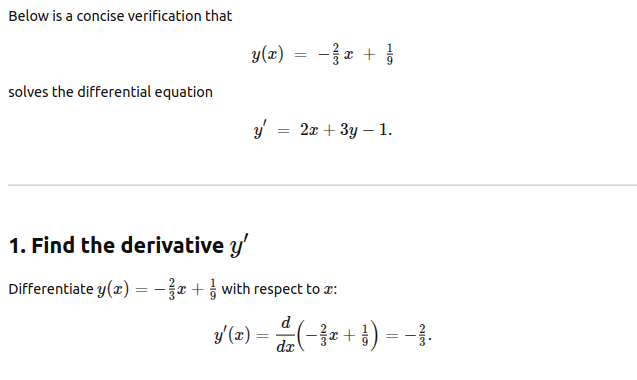 Below is a concise verification that
y(x) = −2/3 x + 1/9
solves the differential equation
y′ = 2x + 3y − 1.
1. Find the derivative y′
Differentiate y(x) = −2/3 x + 1/9 with respect to x:
y′(x) = d/dx (−2/3 x + 1/9) = −2/3.